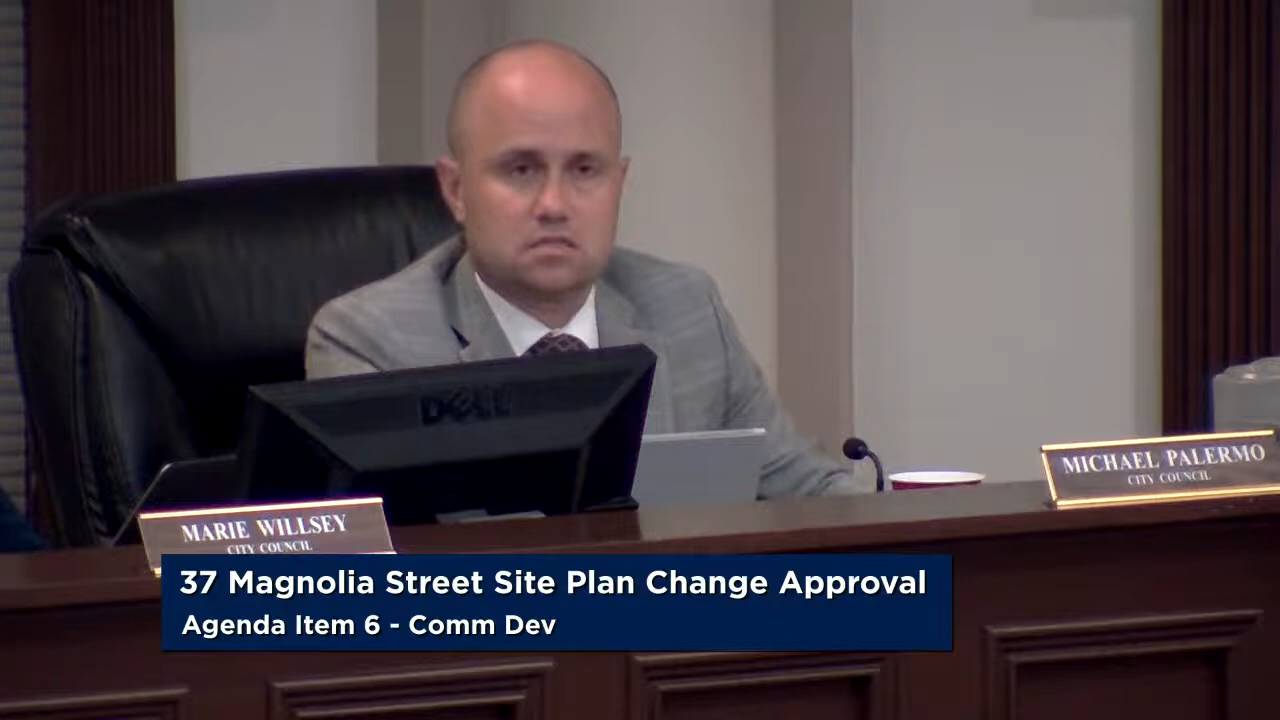 DELL
MICHAEL PALERMO
CITY COUNCIL
MARIE WILLSEY
CITY COUNCIL
37 Magnolia Street Site Plan Change Approval
Agenda Item 6 - Comm Dev